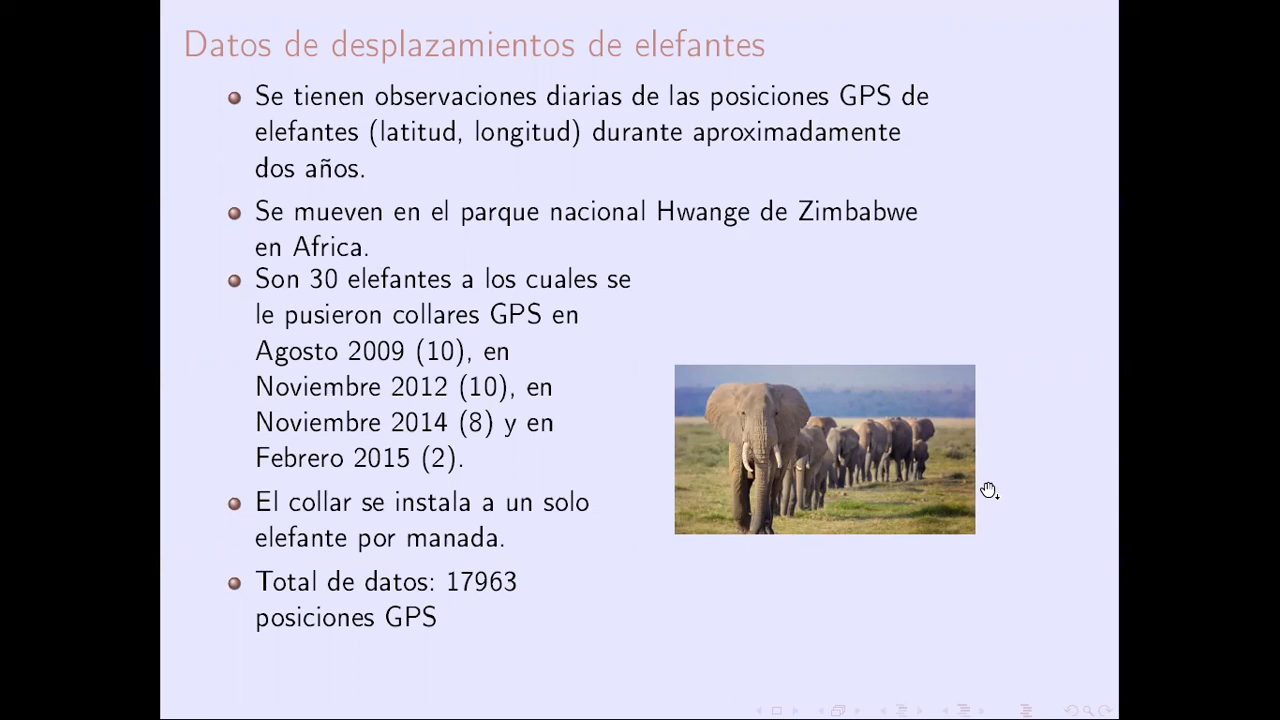 Datos de desplazamientos de elefantes
Se tienen observaciones diarias de las posiciones GPS de
elefantes (latitud, longitud) durante aproximadamente
dos años.
Se mueven en el parque nacional Hwange de Zimbabwe
en Africa.
Son 30 elefantes a los cuales se
le pusieron collares GPS en
Agosto 2009 (10), en
Noviembre 2012 (10), en
Noviembre 2014 (8) y en
Febrero 2015 (2).
El collar se instala a un solo
elefante por manada.
Total de datos: 17963
posiciones GPS